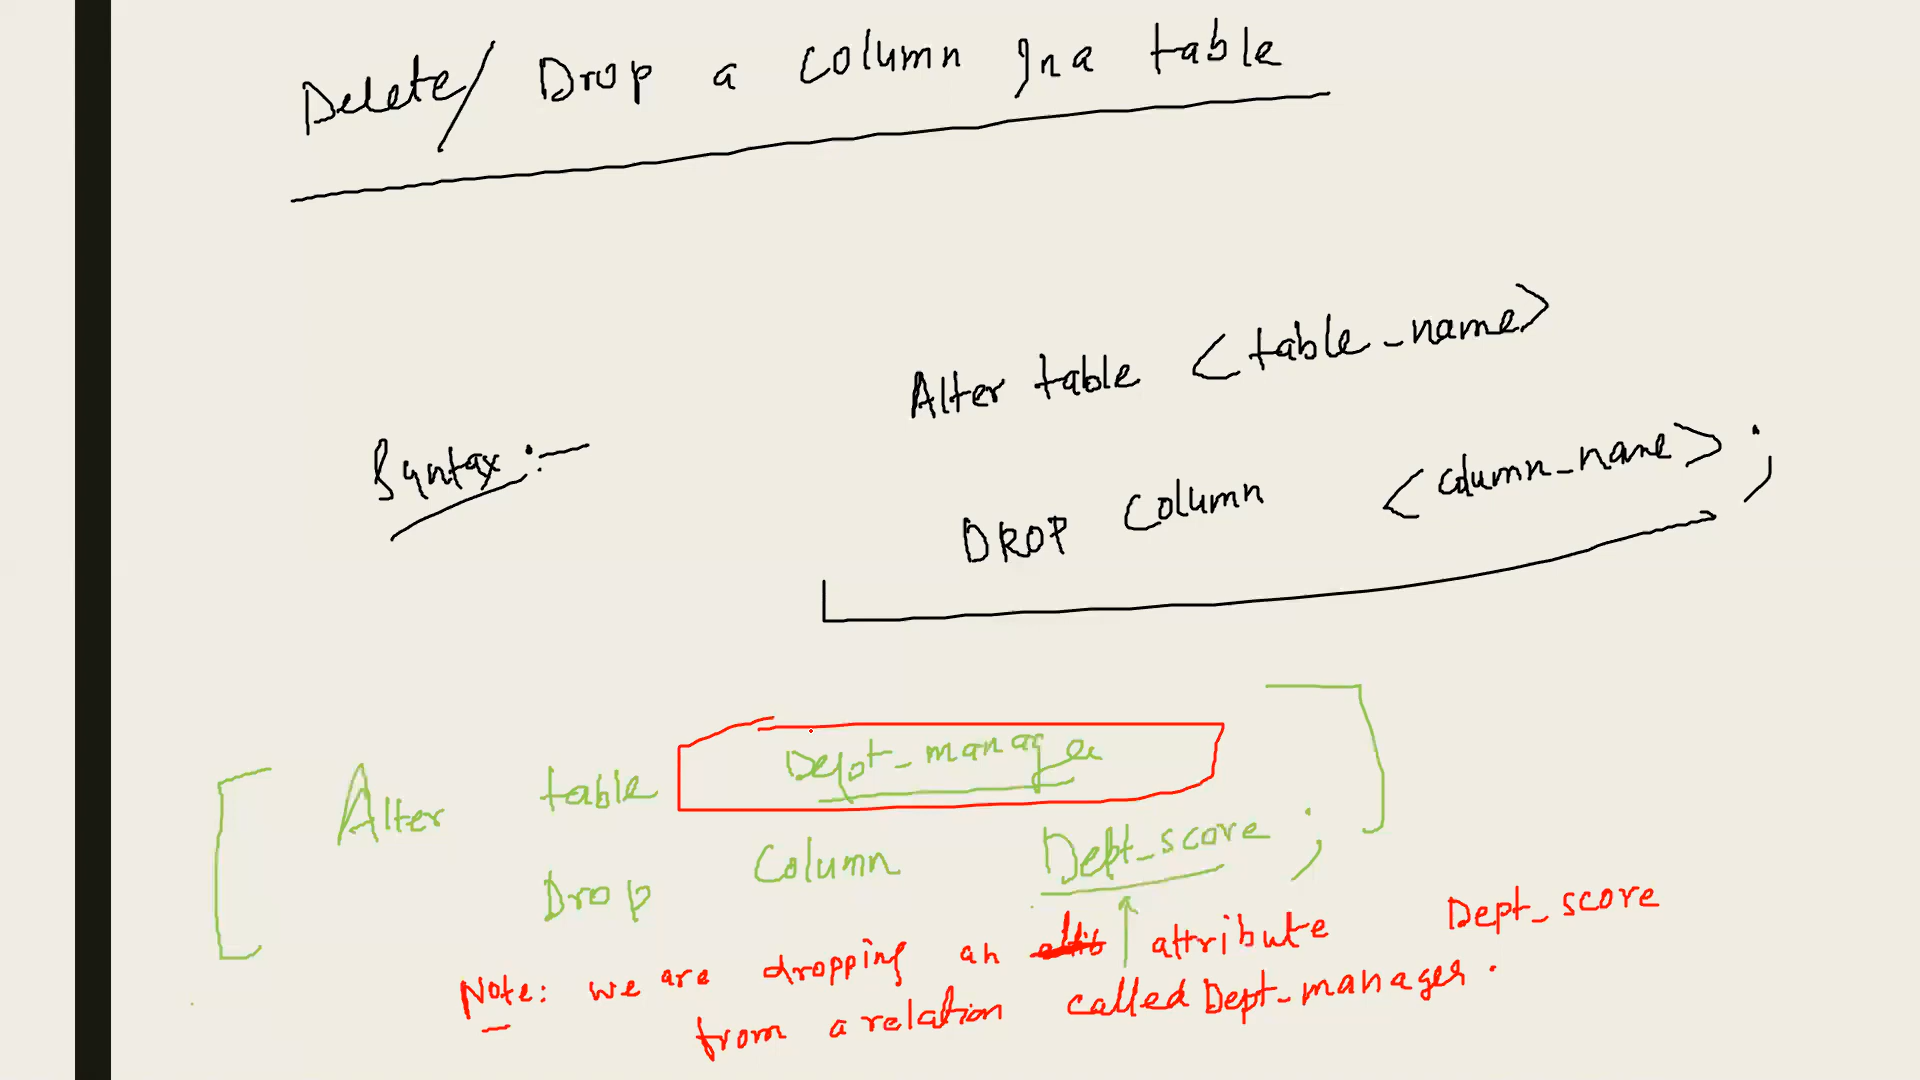 Delete/ Drop a column In a table
Alter table <table_name>
Syntax :-
DROP column <column_name> ;
Alter table Dept_manager
Drop column Dept_score ;
Note: we are dropping an attribute Dept_score
from a relation called Dept_manager.